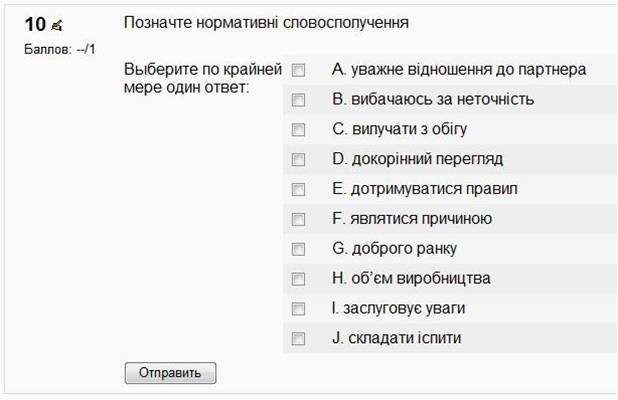 10
Баллов: --/1
Позначте нормативні словосполучення
Выберите по крайней
мере один ответ:
A. уважне відношення до партнера
B. вибачаюсь за неточність
C. вилучати з обігу
D. докорінний перегляд
E. дотримуватися правил
F. являтися причиною
G. доброго ранку
H. об’єм виробництва
I. заслуговує уваги
J. складати іспити
Отправить